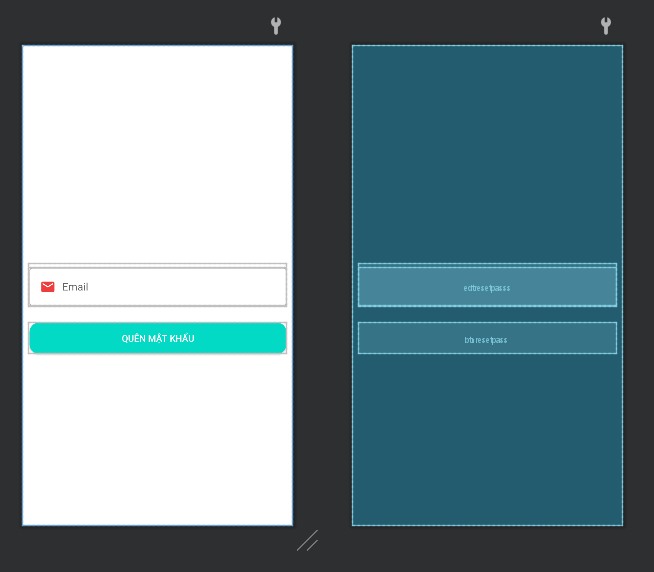 Email
QUÊN MẬT KHẨU
edtresetpasss
btnresetpass